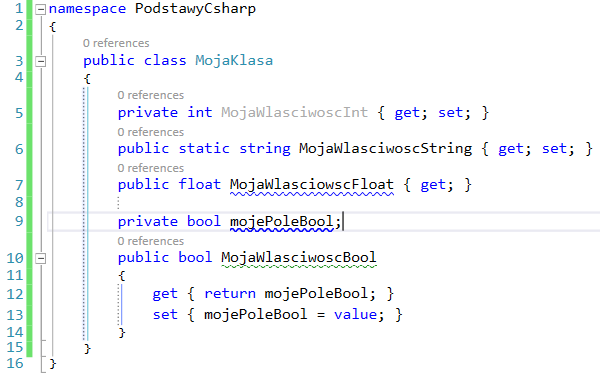 1 namespace PodstawyCsharp
2 {
0 references
3 public class MojaKlasa
4 {
0 references
5 private int MojaWlasciwoscInt { get; set; }
0 references
6 public static string MojaWlasciwoscString { get; set; }
0 references
7 public float MojaWlasciowscFloat { get; }
8
9 private bool mojePoleBool;
0 references
10 public bool MojaWlasciwoscBool
11 {
12 get { return mojePoleBool; }
13 set { mojePoleBool = value; }
14 }
15 }
16 }